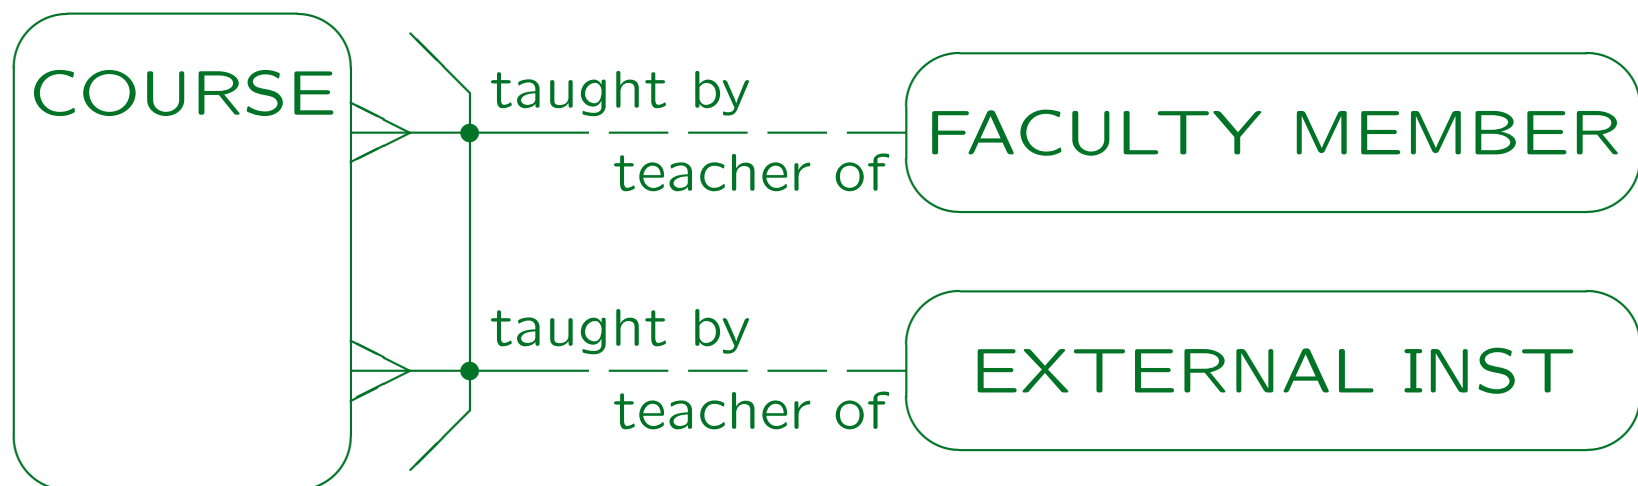 COURSE
taught by
teacher of
FACULTY MEMBER
taught by
teacher of
EXTERNAL INST